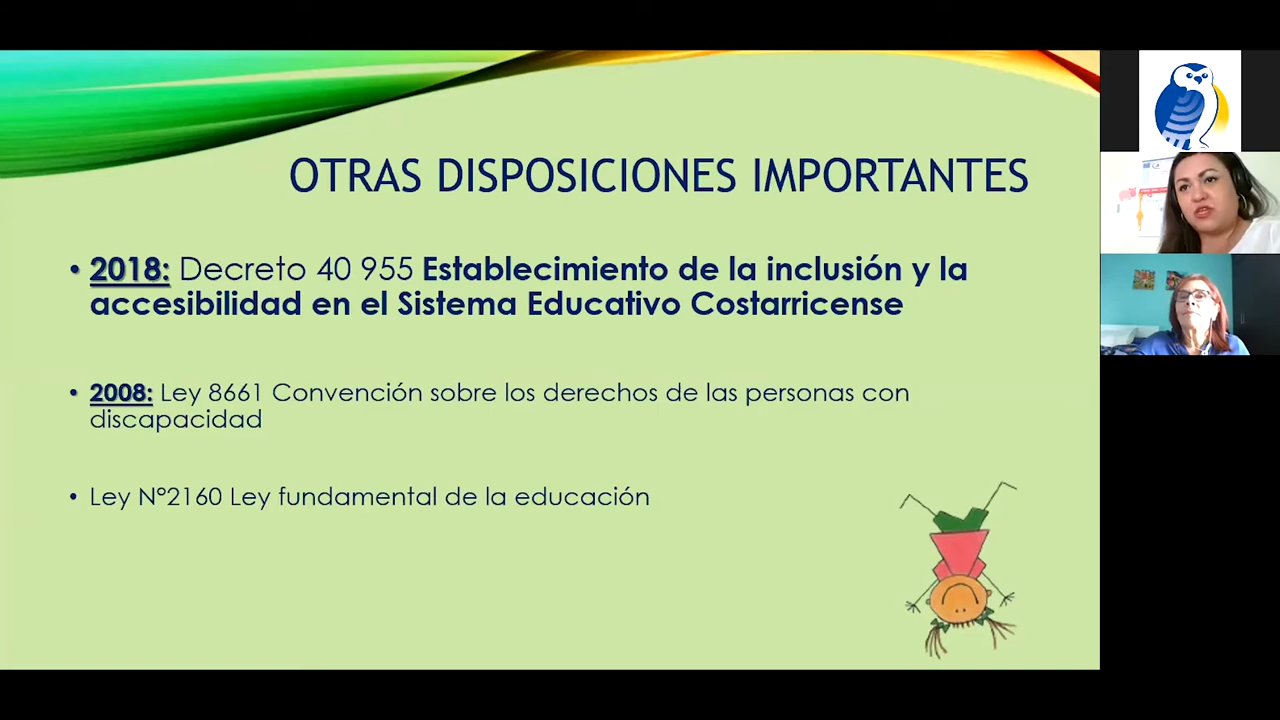 OTRAS DISPOSICIONES IMPORTANTES
• 2018: Decreto 40 955 Establecimiento de la inclusión y la
accesibilidad en el Sistema Educativo Costarricense
• 2008: Ley 8661 Convención sobre los derechos de las personas con
discapacidad
• Ley N°2160 Ley fundamental de la educación